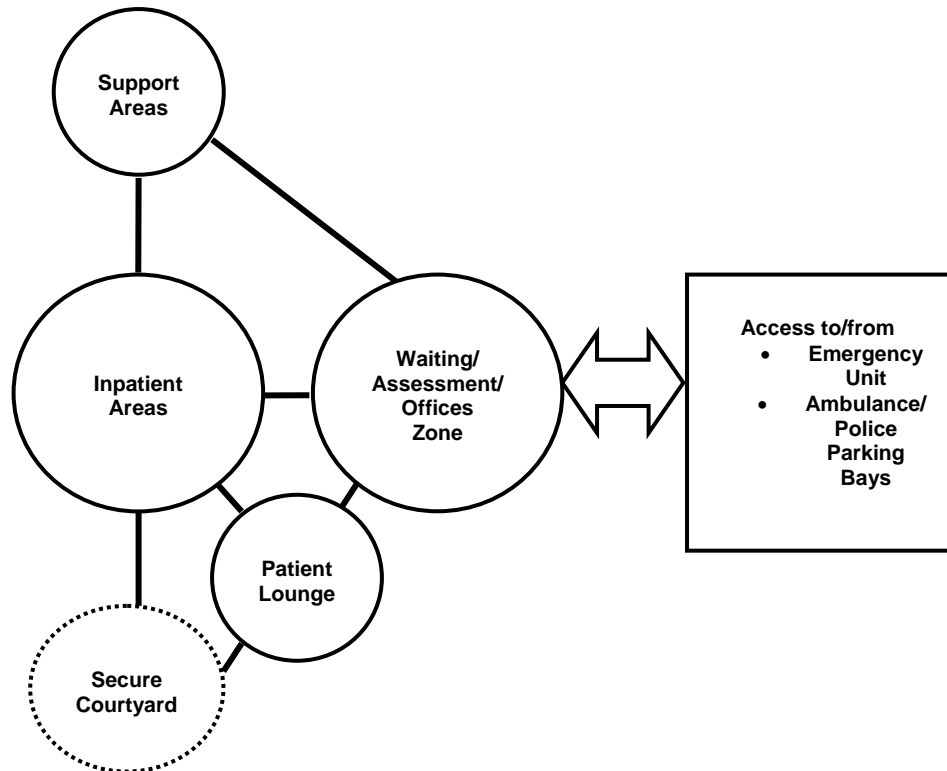 Support
Areas
Inpatient
Areas
Waiting/
Assessment/
Offices
Zone
Access to/from
• Emergency
Unit
• Ambulance/
Police
Parking
Bays
Patient
Lounge
Secure
Courtyard